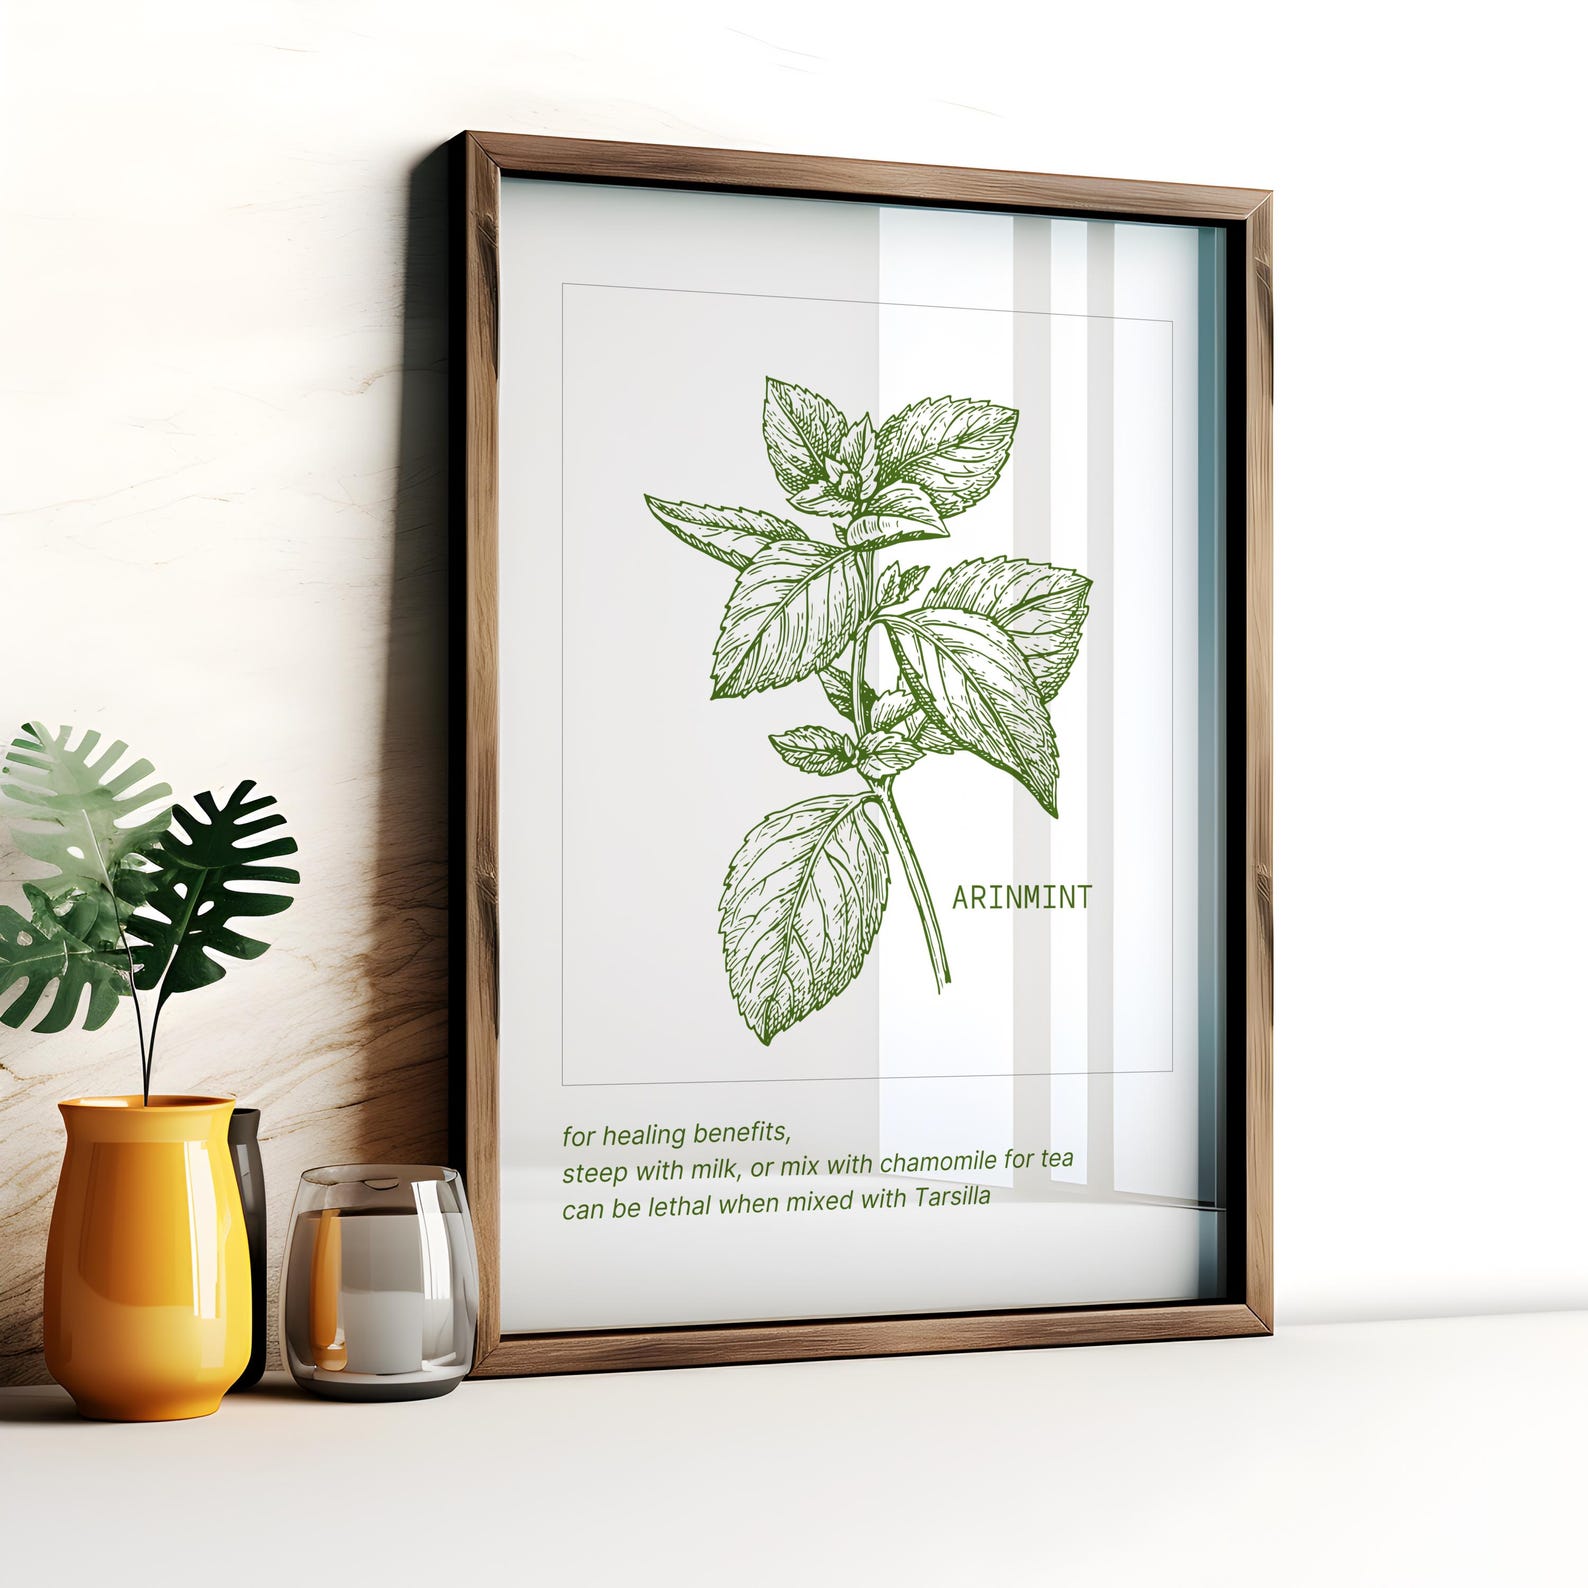 ARINMINT
for healing benefits,
steep with milk, or mix with chamomile for tea
can be lethal when mixed with Tarsilla